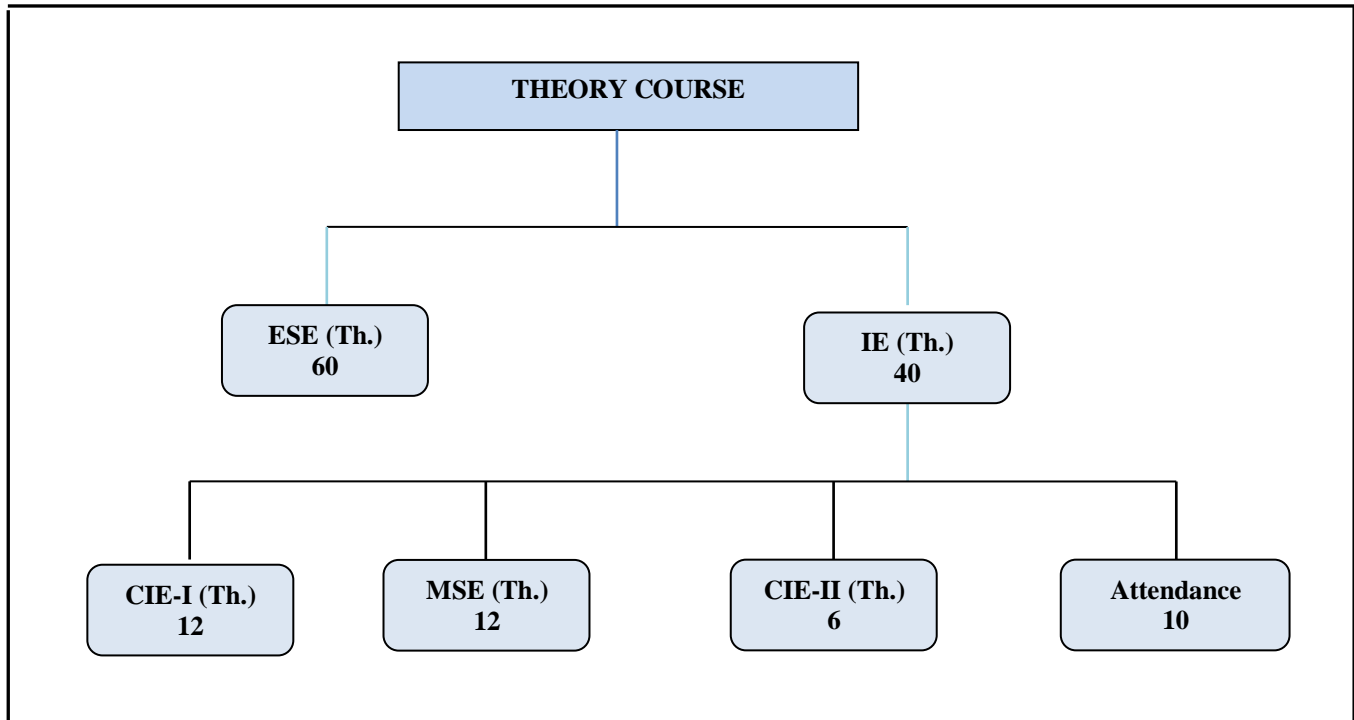 THEORY COURSE
ESE (Th.)
60
IE (Th.)
40
CIE-I (Th.)
12
MSE (Th.)
12
CIE-II (Th.)
6
Attendance
10